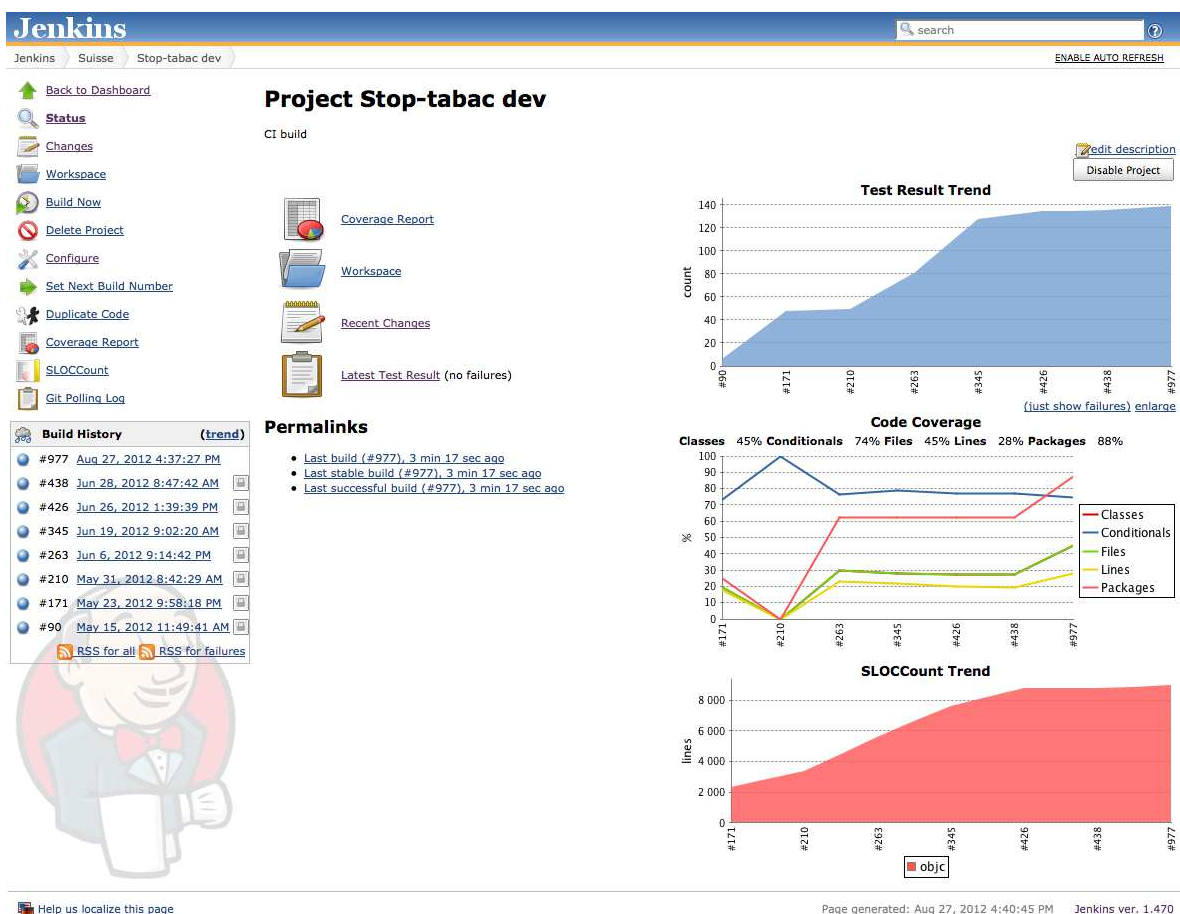 Jenkins
search
Jenkins Suisse Stop-tabac dev
ENABLE AUTO REFRESH
Back to Dashboard
Status
Changes
Workspace
Build Now
Delete Project
Configure
Set Next Build Number
Duplicate Code
Coverage Report
SLOCCount
Git Polling Log
Build History (trend)
#977 Aug 27, 2012 4:37:27 PM
#438 Jun 28, 2012 8:47:42 AM
#426 Jun 26, 2012 1:39:39 PM
#345 Jun 19, 2012 9:02:20 AM
#263 Jun 6, 2012 9:14:42 PM
#210 May 31, 2012 8:42:29 AM
#171 May 23, 2012 9:58:18 PM
#90 May 15, 2012 11:49:41 AM
RSS for all RSS for failures
Project Stop-tabac dev
CI build
edit description
Disable Project
Coverage Report
Workspace
Recent Changes
Latest Test Result (no failures)
Permalinks
Last build (#977), 3 min 17 sec ago
Last stable build (#977), 3 min 17 sec ago
Last successful build (#977), 3 min 17 sec ago
Test Result Trend
count
140
120
100
80
60
40
20
0
#90 #171 #210 #263 #345 #426 #438 #977
(just show failures) enlarge
Code Coverage
Classes 45% Conditionals 74% Files 45% Lines 28% Packages 88%
%
100
90
80
70
60
50
40
30
20
10
0
#171 #210 #263 #345 #426 #438 #977
Classes
Conditionals
Files
Lines
Packages
SLOCCount Trend
lines
8 000
6 000
4 000
2 000
0
#171 #210 #263 #345 #426 #438 #977
objc
Help us localize this page
Page generated: Aug 27, 2012 4:40:45 PM Jenkins ver. 1.470